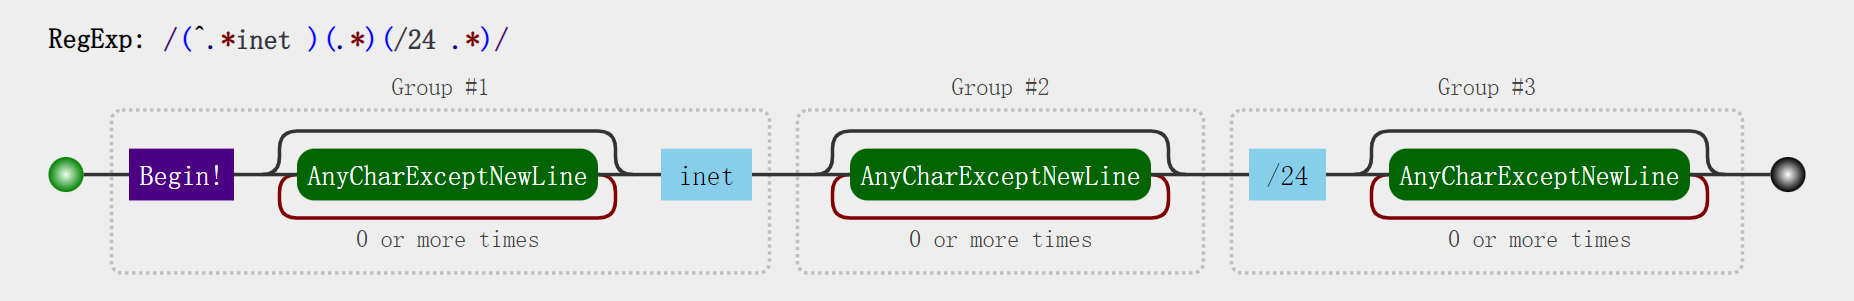 RegExp: /(^.*inet )(.*)(/24 .*)/
Group #1 Group #2 Group #3
Begin! AnyCharExceptNewLine inet AnyCharExceptNewLine /24 AnyCharExceptNewLine
0 or more times 0 or more times 0 or more times